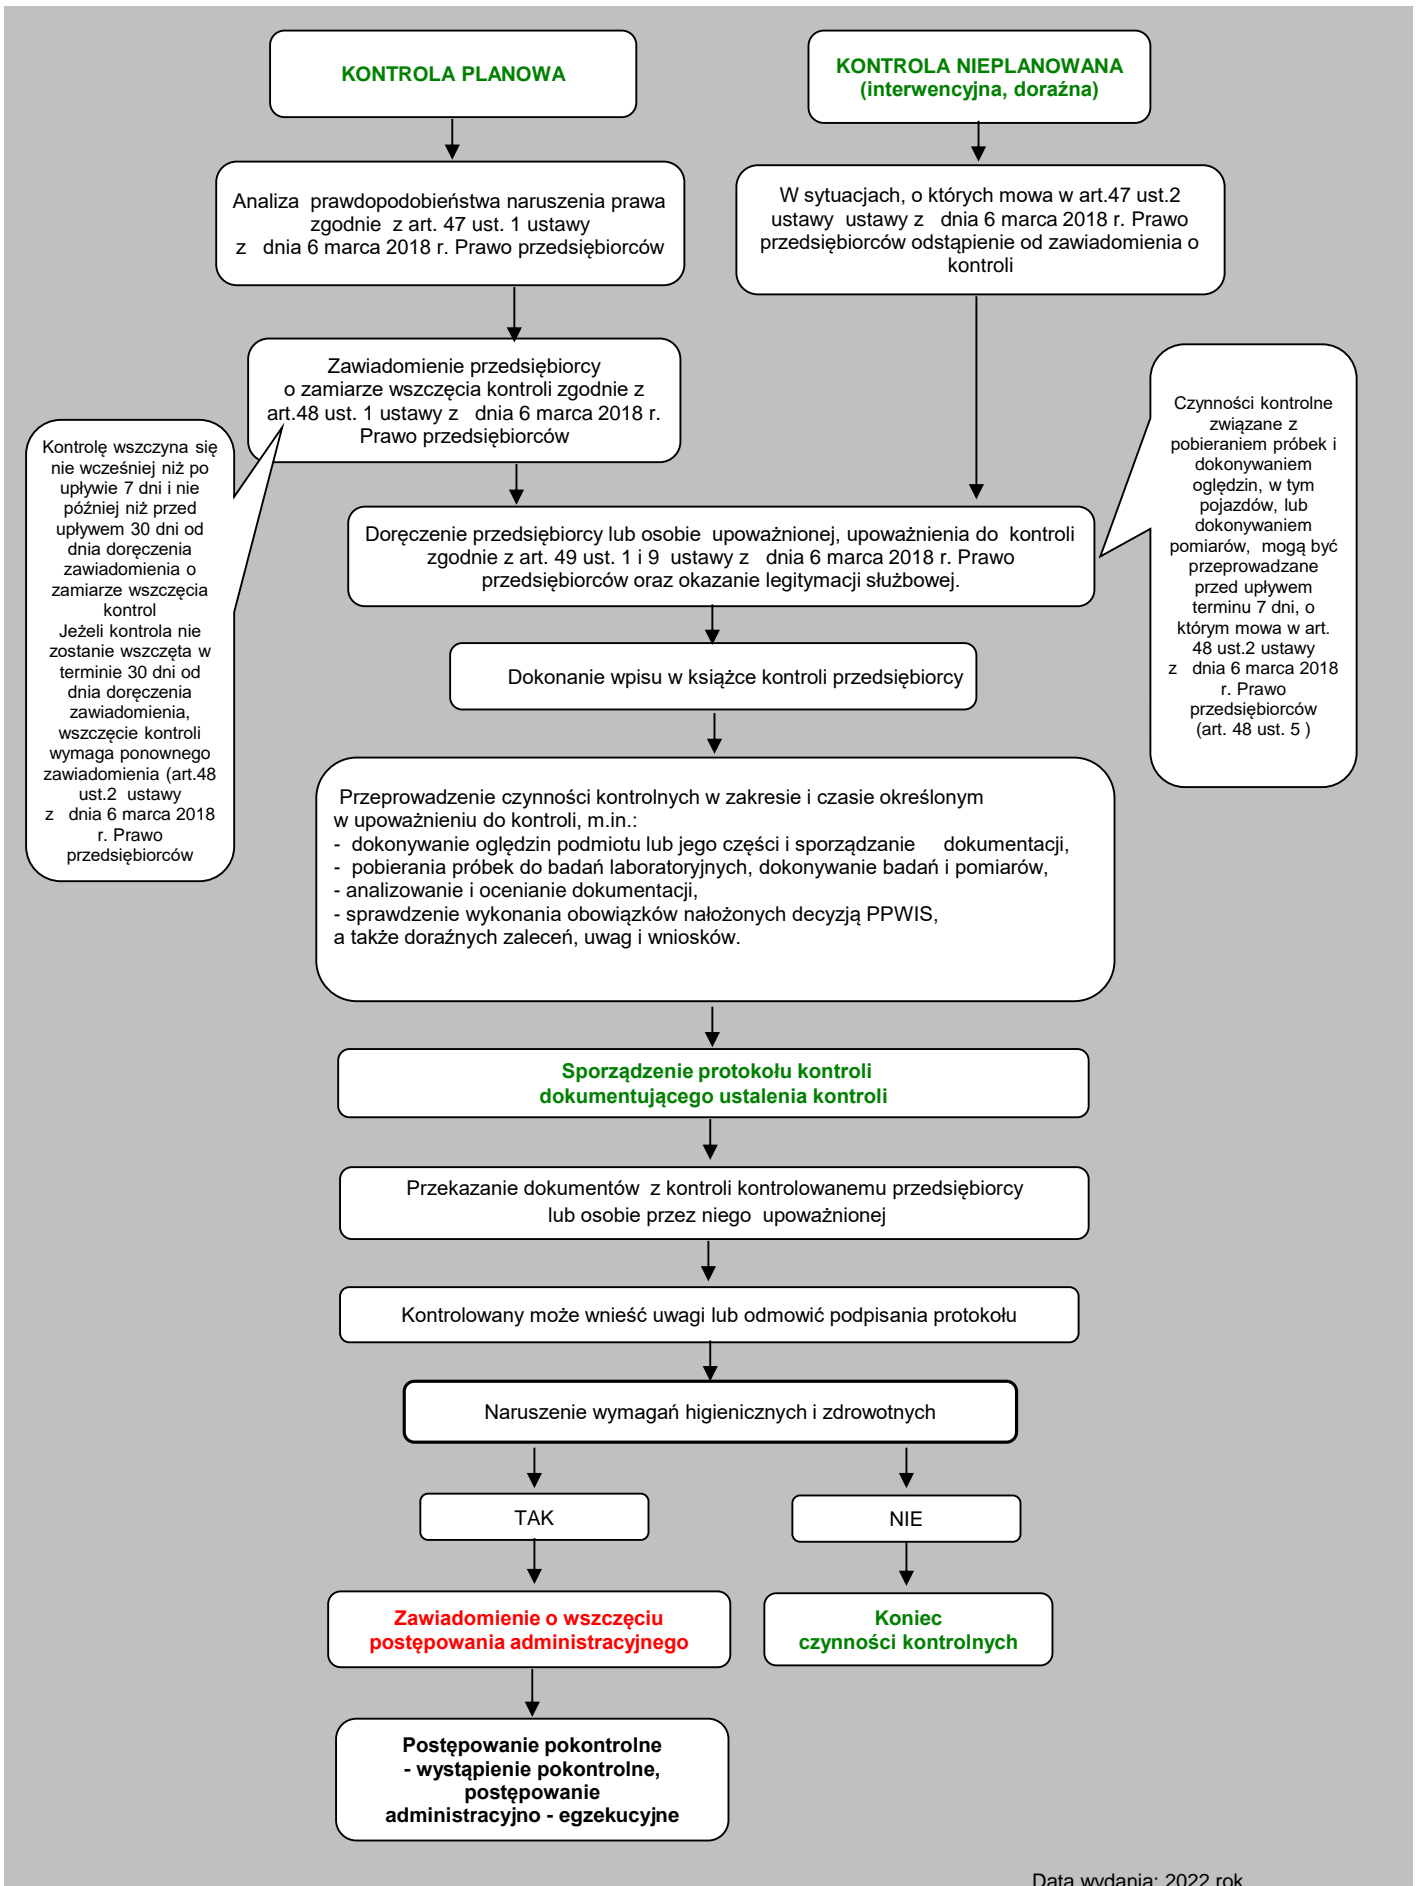 KONTROLA PLANOWA
KONTROLA NIEPLANOWANA
(interwencyjna, doraźna)
Analiza prawdopodobieństwa naruszenia prawa
zgodnie z art. 47 ust. 1 ustawy
z dnia 6 marca 2018 r. Prawo przedsiębiorców
W sytuacjach, o których mowa w art.47 ust.2
ustawy ustawy z dnia 6 marca 2018 r. Prawo
przedsiębiorców odstąpienie od zawiadomienia o
kontroli
Zawiadomienie przedsiębiorcy
o zamiarze wszczęcia kontroli zgodnie z
art.48 ust. 1 ustawy z dnia 6 marca 2018 r.
Prawo przedsiębiorców
Kontrolę wszczyna się
nie wcześniej niż po
upływie 7 dni i nie
później niż przed
upływem 30 dni od
dnia doręczenia
zawiadomienia o
zamiarze wszczęcia
kontrol
Jeżeli kontrola nie
zostanie wszczęta w
terminie 30 dni od
dnia doręczenia
zawiadomienia,
wszczęcie kontroli
wymaga ponownego
zawiadomienia (art.48
ust.2 ustawy
z dnia 6 marca 2018
r. Prawo
przedsiębiorców
Czynności kontrolne
związane z
pobieraniem próbek i
dokonywaniem
oględzin, w tym
pojazdów, lub
dokonywaniem
pomiarów, mogą być
przeprowadzane
przed upływem
terminu 7 dni, o
którym mowa w art.
48 ust.2 ustawy
z dnia 6 marca 2018
r. Prawo
przedsiębiorców
(art. 48 ust. 5 )
Doręczenie przedsiębiorcy lub osobie upoważnionej, upoważnienia do kontroli
zgodnie z art. 49 ust. 1 i 9 ustawy z dnia 6 marca 2018 r. Prawo
przedsiębiorców oraz okazanie legitymacji służbowej.
Dokonanie wpisu w książce kontroli przedsiębiorcy
Przeprowadzenie czynności kontrolnych w zakresie i czasie określonym
w upoważnieniu do kontroli, m.in.:
- dokonywanie oględzin podmiotu lub jego części i sporządzanie dokumentacji,
- pobierania próbek do badań laboratoryjnych, dokonywanie badań i pomiarów,
- analizowanie i ocenianie dokumentacji,
- sprawdzenie wykonania obowiązków nałożonych decyzją PPWIS,
a także doraźnych zaleceń, uwag i wniosków.
Sporządzenie protokołu kontroli
dokumentującego ustalenia kontroli
Przekazanie dokumentów z kontroli kontrolowanemu przedsiębiorcy
lub osobie przez niego upoważnionej
Kontrolowany może wnieść uwagi lub odmówić podpisania protokołu
Naruszenie wymagań higienicznych i zdrowotnych
TAK
NIE
Zawiadomienie o wszczęciu
postępowania administracyjnego
Koniec
czynności kontrolnych
Postępowanie pokontrolne
- wystąpienie pokontrolne,
postępowanie
administracyjno - egzekucyjne
Data wydania: 2022 rok